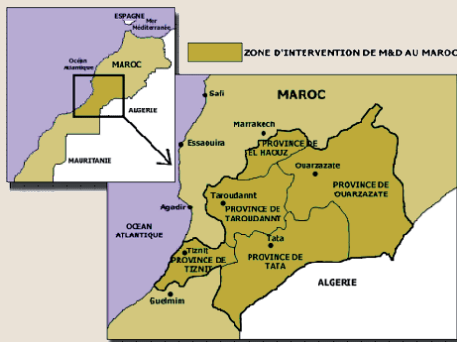 ESPAGNE
Mer
Méditerranée
Océan
Atlantique
MAROC
ALGERIE
MAURITANIE
ZONE D'INTERVENTION DE M&D AU MAROC
Safi
MAROC
Marrakech
Essaouira
PROVINCE DE
EL HAOUZ
Ouarzazate
PROVINCE DE
OUARZAZATE
Taroudannt
PROVINCE DE
TAROUDANNT
Agadir
OCEAN
ATLANTIQUE
Tiznit
PROVINCE DE
TIZNIT
Tata
PROVINCE DE
TATA
ALGERIE
Guelmim